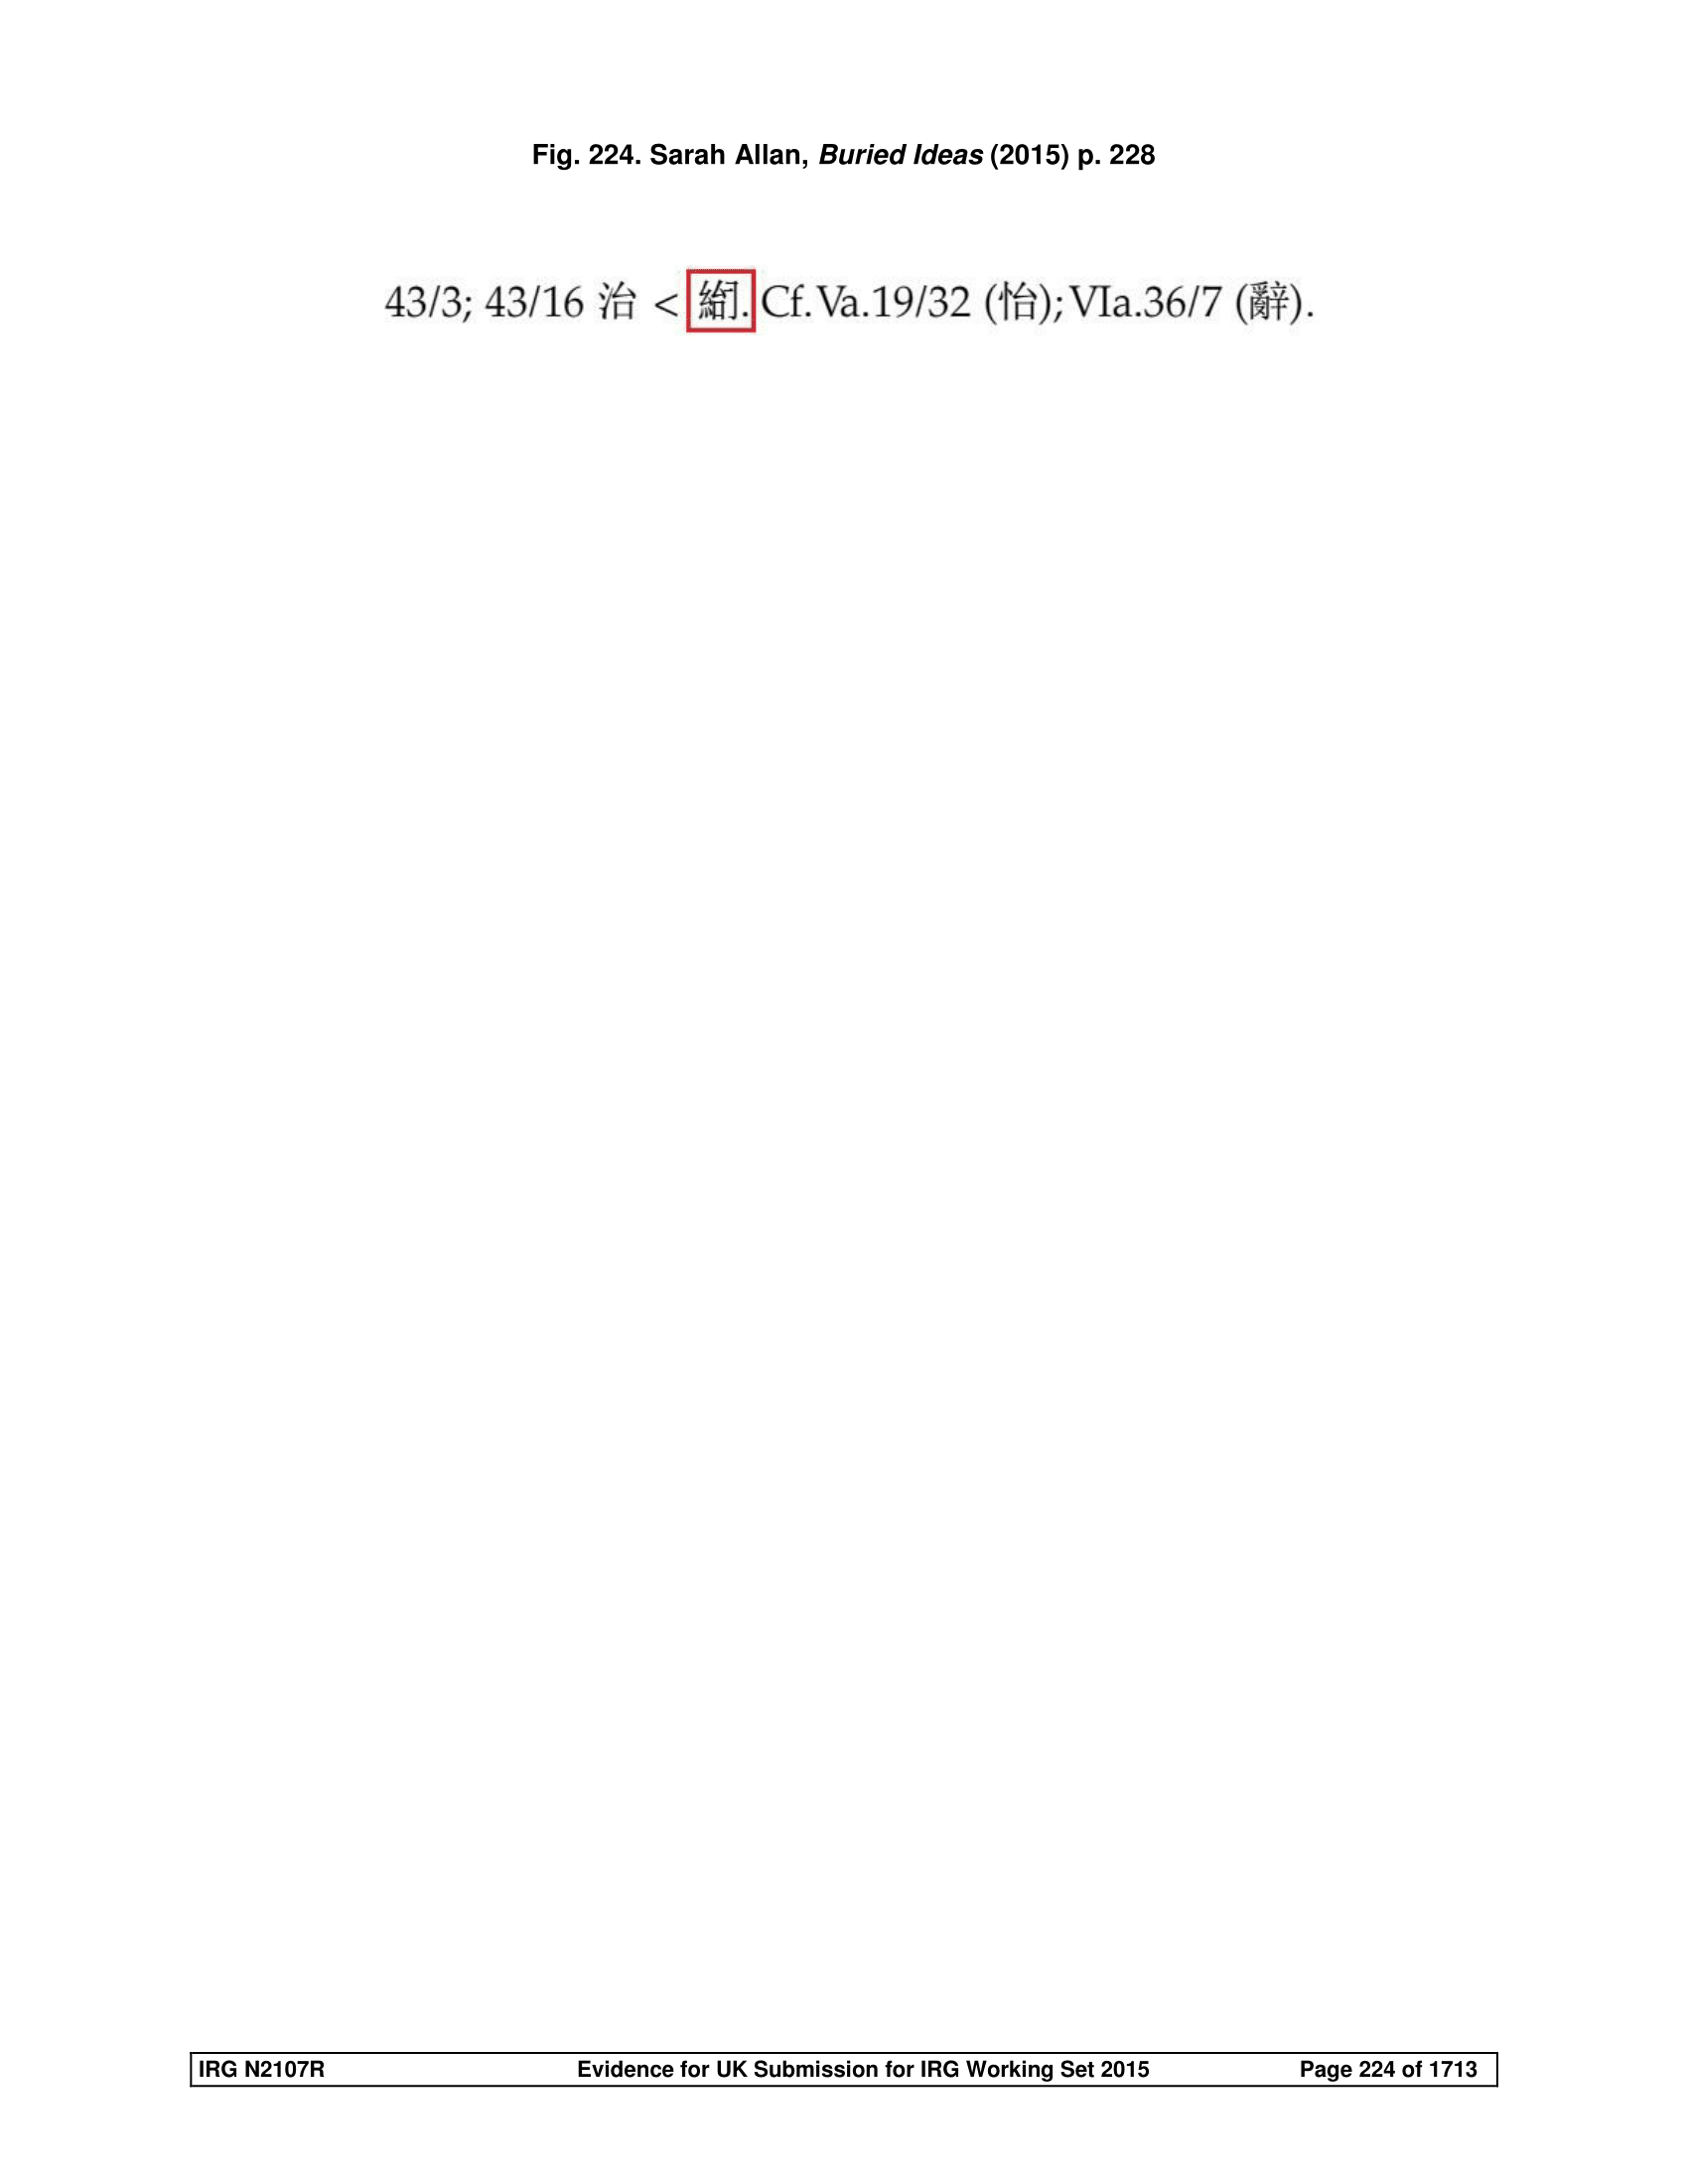 Fig. 224. Sarah Allan, Buried Ideas (2015) p. 228
43/3; 43/16 治 < . Cf. Va.19/32 (怡); VIa.36/7 (辭).
IRG N2107R Evidence for UK Submission for IRG Working Set 2015 Page 224 of 1713